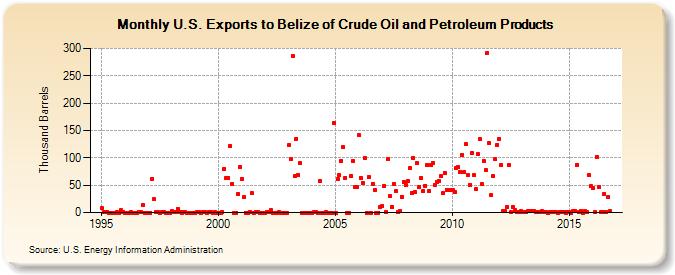 Monthly U.S. Exports to Belize of Crude Oil and Petroleum Products
Thousand Barrels
300
250
200
150
100
50
0
1995 2000 2005 2010 2015
Source: U.S. Energy Information Administration